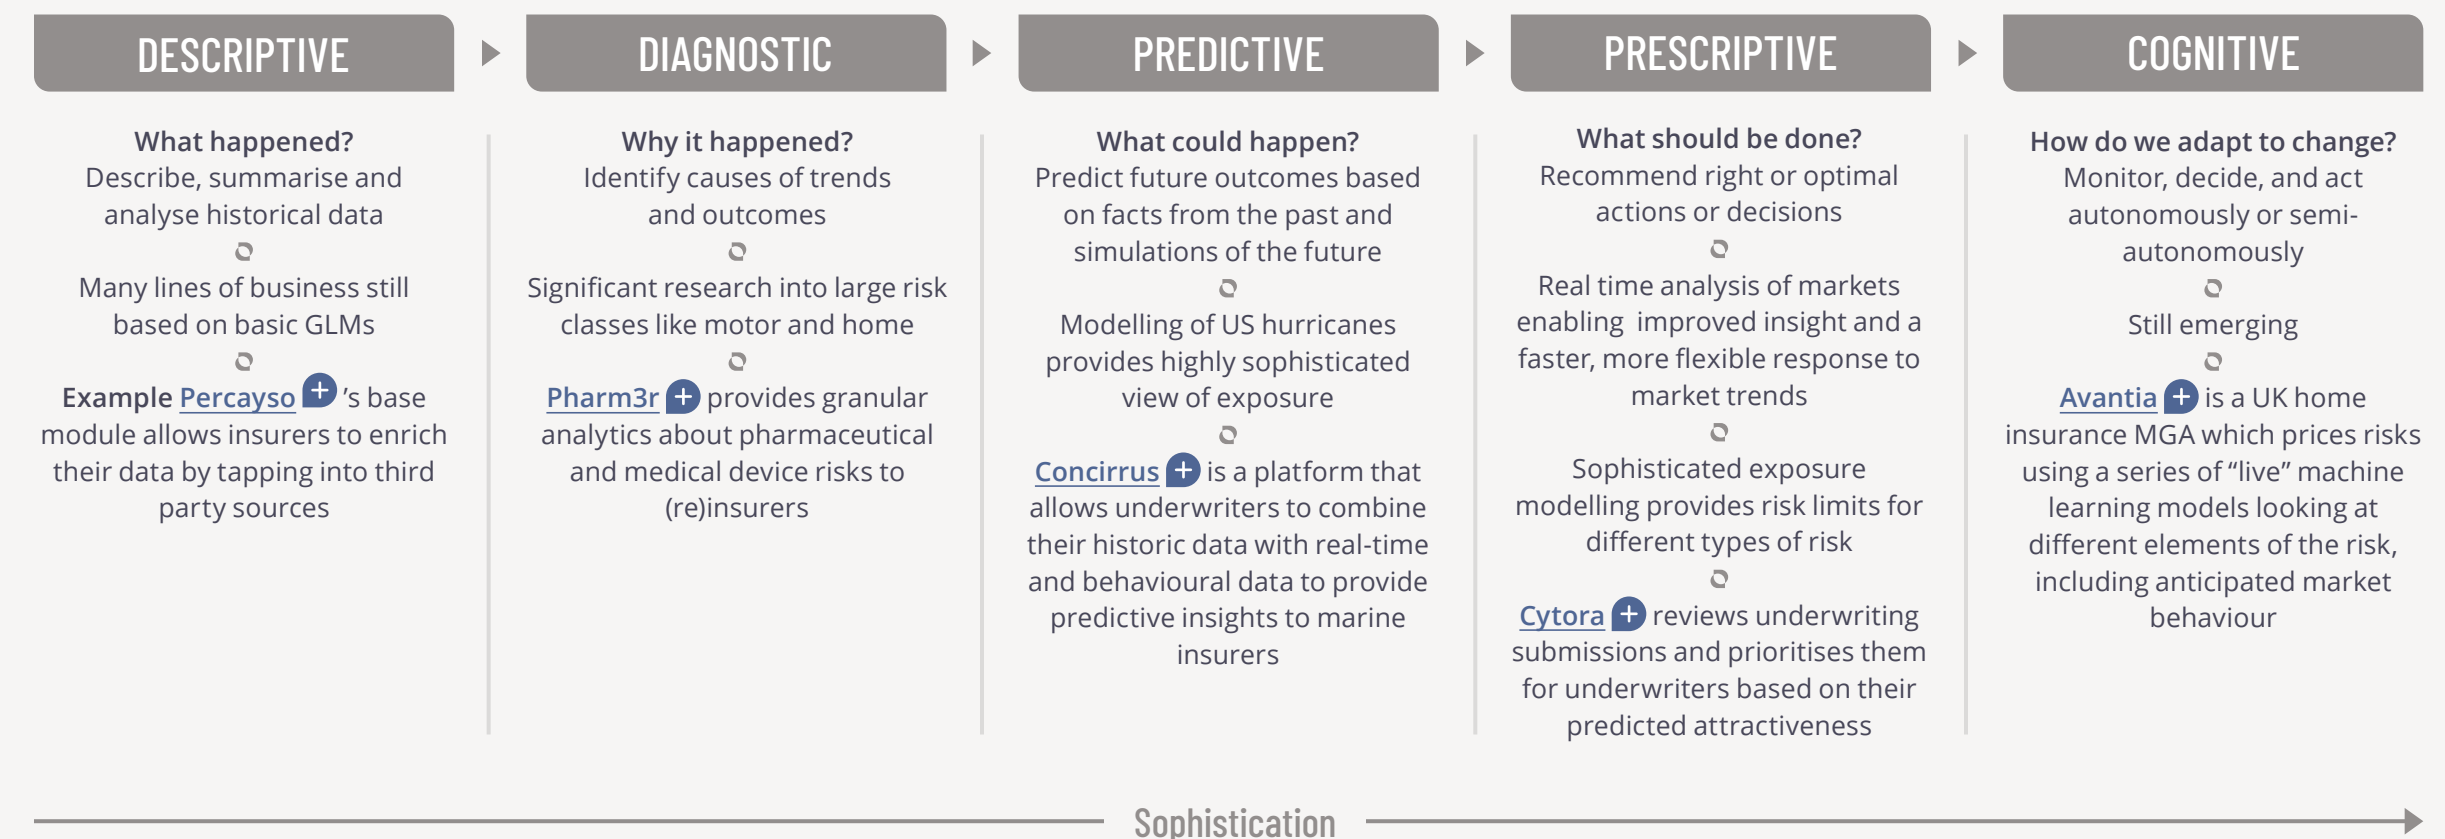 DESCRIPTIVE
What happened?
Describe, summarise and
analyse historical data
Many lines of business still
based on basic GLMs
Example Percayso + ’s base
module allows insurers to enrich
their data by tapping into third
party sources
DIAGNOSTIC
Why it happened?
Identify causes of trends
and outcomes
Significant research into large risk
classes like motor and home
Pharm3r + provides granular
analytics about pharmaceutical
and medical device risks to
(re)insurers
PREDICTIVE
What could happen?
Predict future outcomes based
on facts from the past and
simulations of the future
Modelling of US hurricanes
provides highly sophisticated
view of exposure
Concirrus + is a platform that
allows underwriters to combine
their historic data with real-time
and behavioural data to provide
predictive insights to marine
insurers
PRESCRIPTIVE
What should be done?
Recommend right or optimal
actions or decisions
Real time analysis of markets
enabling improved insight and a
faster, more flexible response to
market trends
Sophisticated exposure
modelling provides risk limits for
different types of risk
Cytora + reviews underwriting
submissions and prioritises them
for underwriters based on their
predicted attractiveness
COGNITIVE
How do we adapt to change?
Monitor, decide, and act
autonomously or semi-
autonomously
Still emerging
Avantia + is a UK home
insurance MGA which prices risks
using a series of “live” machine
learning models looking at
different elements of the risk,
including anticipated market
behaviour
Sophistication